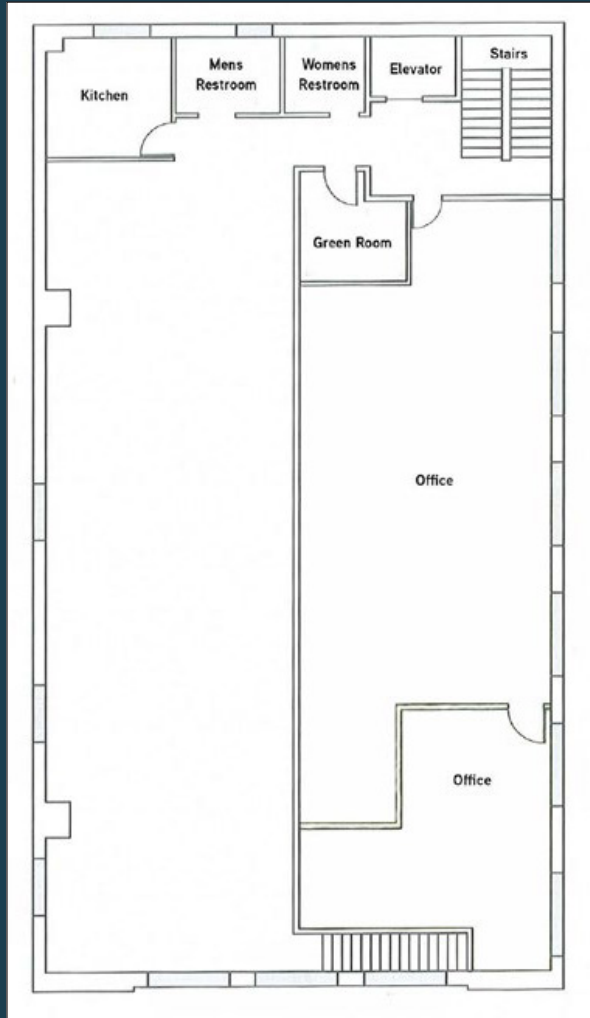 Kitchen
Mens
Restroom
Womens
Restroom
Elevator
Stairs
Green Room
Office
Office